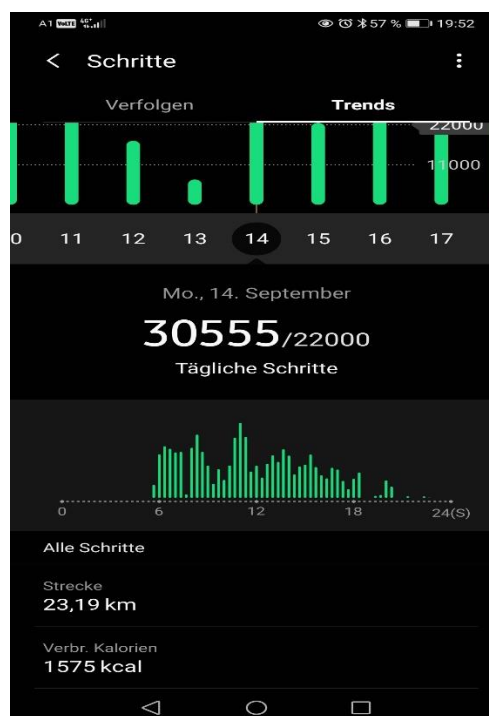 A1 VoLTE 4G+ 57 % 19:52
Schritte
Verfolgen Trends
22000
11000
0 11 12 13 14 15 16 17
Mo., 14. September
30555/22000
Tägliche Schritte
0 6 12 18 24(S)
Alle Schritte
Strecke
23,19 km
Verbr. Kalorien
1575 kcal